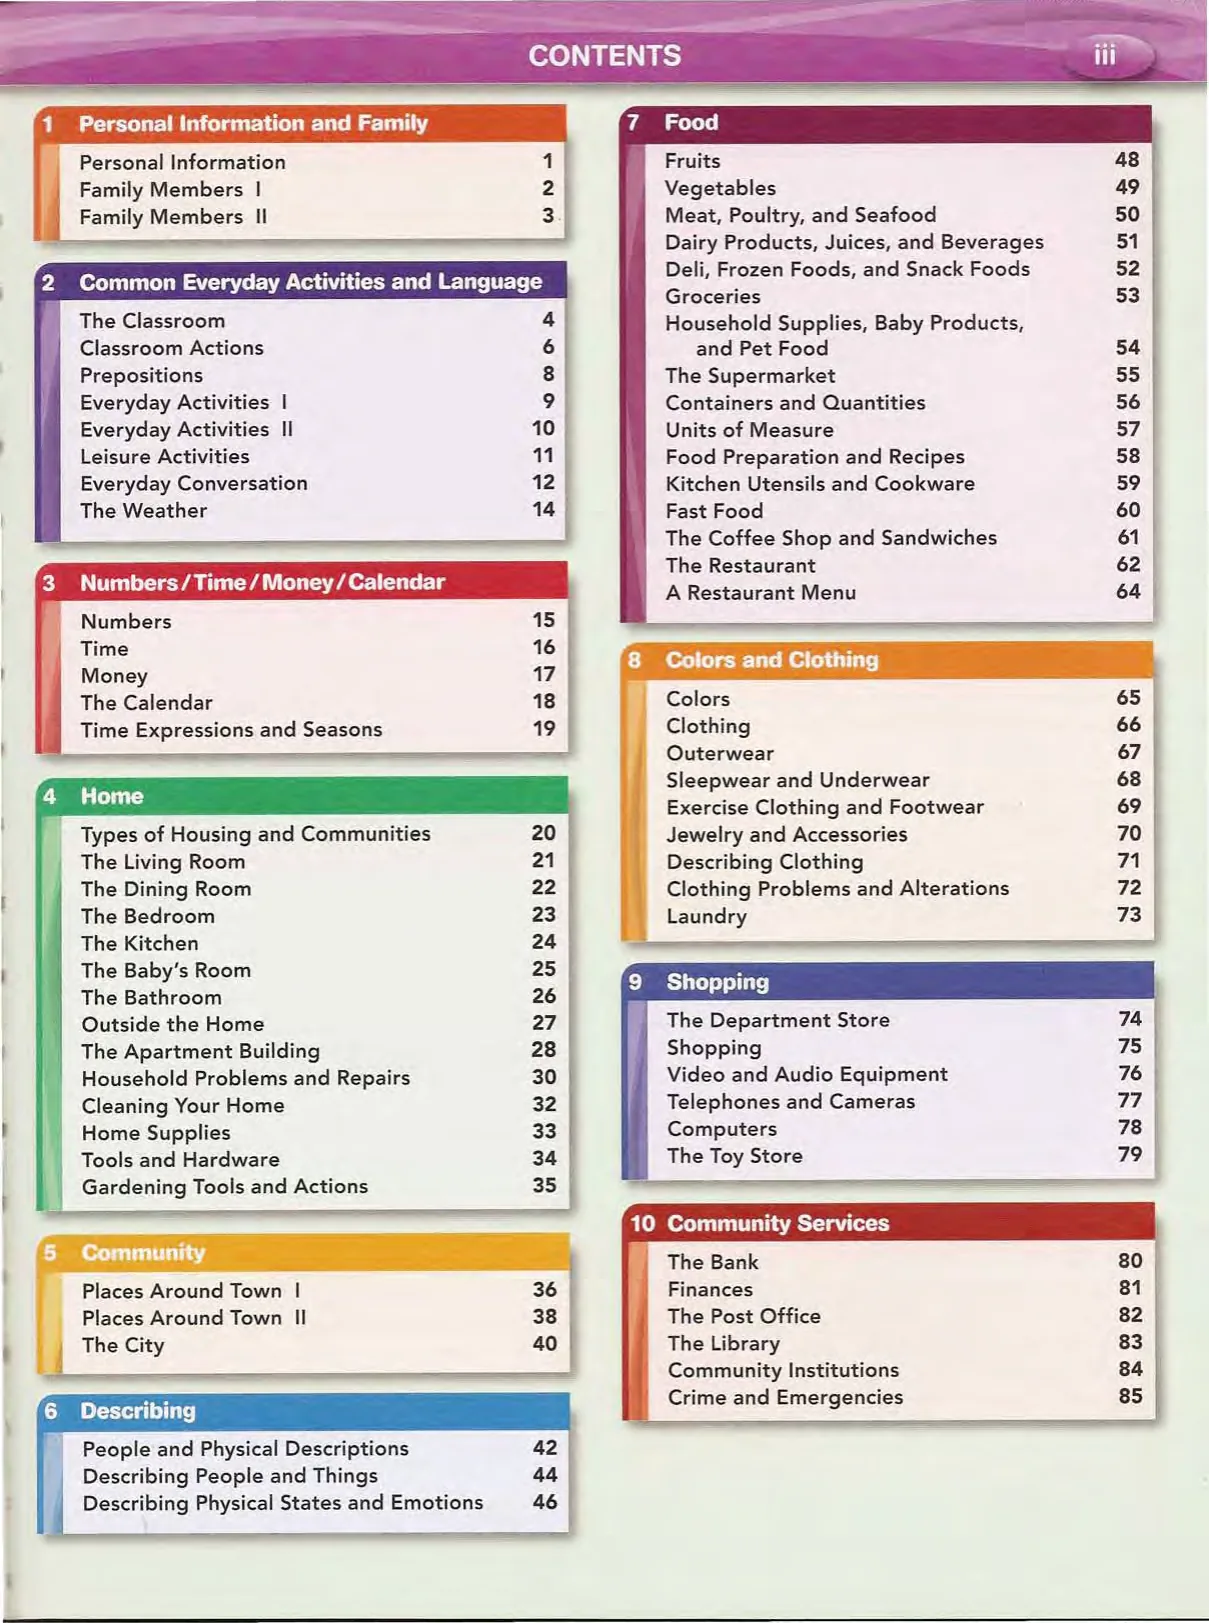 CONTENTS iii
1 Personal Information and Family
Personal Information 1
Family Members I 2
Family Members II 3
2 Common Everyday Activities and Language
The Classroom 4
Classroom Actions 6
Prepositions 8
Everyday Activities I 9
Everyday Activities II 10
Leisure Activities 11
Everyday Conversation 12
The Weather 14
3 Numbers/Time/Money/Calendar
Numbers 15
Time 16
Money 17
The Calendar 18
Time Expressions and Seasons 19
4 Home
Types of Housing and Communities 20
The Living Room 21
The Dining Room 22
The Bedroom 23
The Kitchen 24
The Baby's Room 25
The Bathroom 26
Outside the Home 27
The Apartment Building 28
Household Problems and Repairs 30
Cleaning Your Home 32
Home Supplies 33
Tools and Hardware 34
Gardening Tools and Actions 35
5 Community
Places Around Town I 36
Places Around Town II 38
The City 40
6 Describing
People and Physical Descriptions 42
Describing People and Things 44
Describing Physical States and Emotions 46
7 Food
Fruits 48
Vegetables 49
Meat, Poultry, and Seafood 50
Dairy Products, Juices, and Beverages 51
Deli, Frozen Foods, and Snack Foods 52
Groceries 53
Household Supplies, Baby Products,
and Pet Food 54
The Supermarket 55
Containers and Quantities 56
Units of Measure 57
Food Preparation and Recipes 58
Kitchen Utensils and Cookware 59
Fast Food 60
The Coffee Shop and Sandwiches 61
The Restaurant 62
A Restaurant Menu 64
8 Colors and Clothing
Colors 65
Clothing 66
Outerwear 67
Sleepwear and Underwear 68
Exercise Clothing and Footwear 69
Jewelry and Accessories 70
Describing Clothing 71
Clothing Problems and Alterations 72
Laundry 73
9 Shopping
The Department Store 74
Shopping 75
Video and Audio Equipment 76
Telephones and Cameras 77
Computers 78
The Toy Store 79
10 Community Services
The Bank 80
Finances 81
The Post Office 82
The Library 83
Community Institutions 84
Crime and Emergencies 85